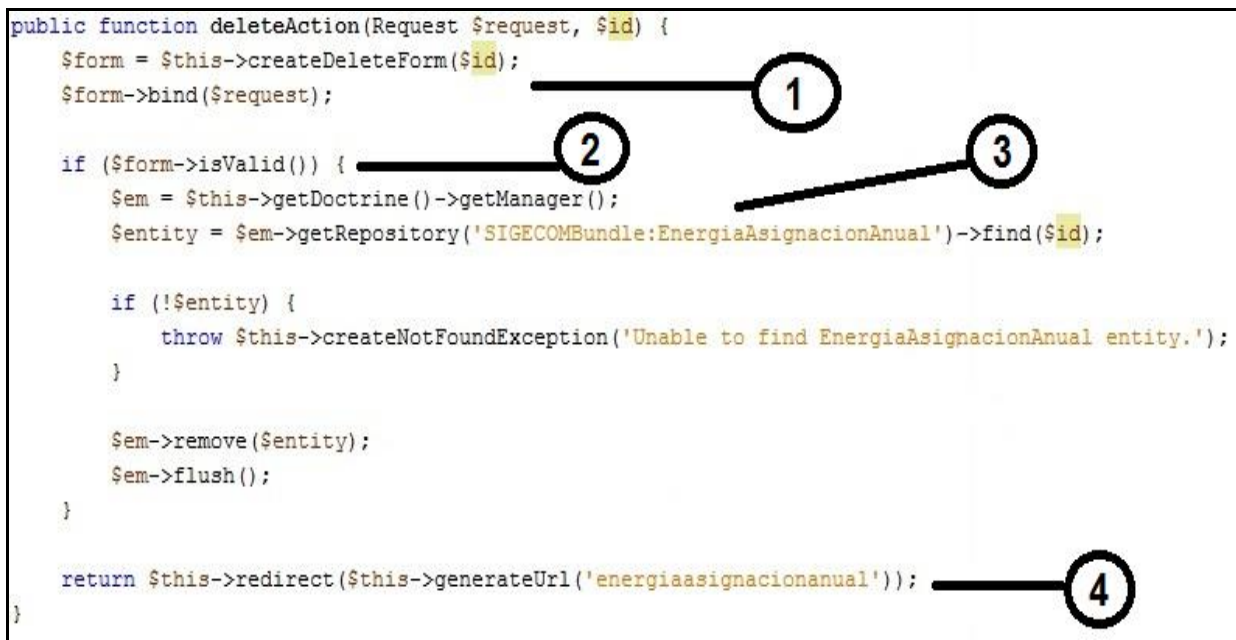 public function deleteAction(Request $request, $id) {
$form = $this->createDeleteForm($id);
$form->bind($request);
1
if ($form->isValid()) {
2
3
$em = $this->getDoctrine()->getManager();
$entity = $em->getRepository('SIGECOMBundle:EnergiaAsignacionAnual')->find($id);
if (!$entity) {
throw $this->createNotFoundException('Unable to find EnergiaAsignacionAnual entity.');
}
$em->remove($entity);
$em->flush();
}
return $this->redirect($this->generateUrl('energiaasignacionanual'));
4
}